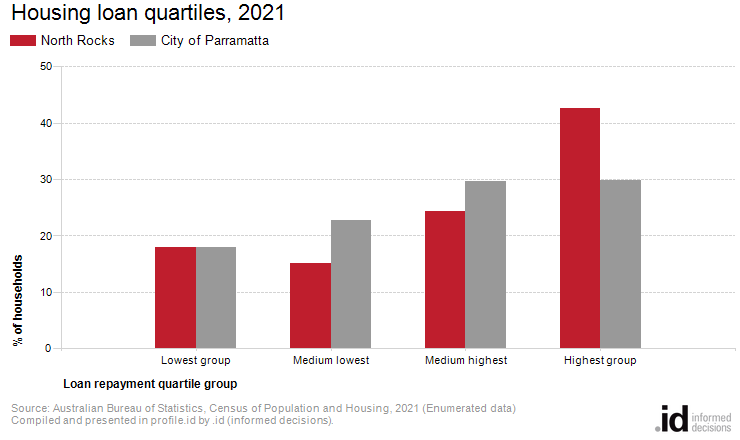 Housing loan quartiles, 2021
North Rocks
City of Parramatta
50
40
30
20
10
0
% of households
Lowest group
Medium lowest
Medium highest
Highest group
Loan repayment quartile group
Source: Australian Bureau of Statistics, Census of Population and Housing, 2021 (Enumerated data)
Compiled and presented in profile.id by .id (informed decisions).
.id informed
decisions